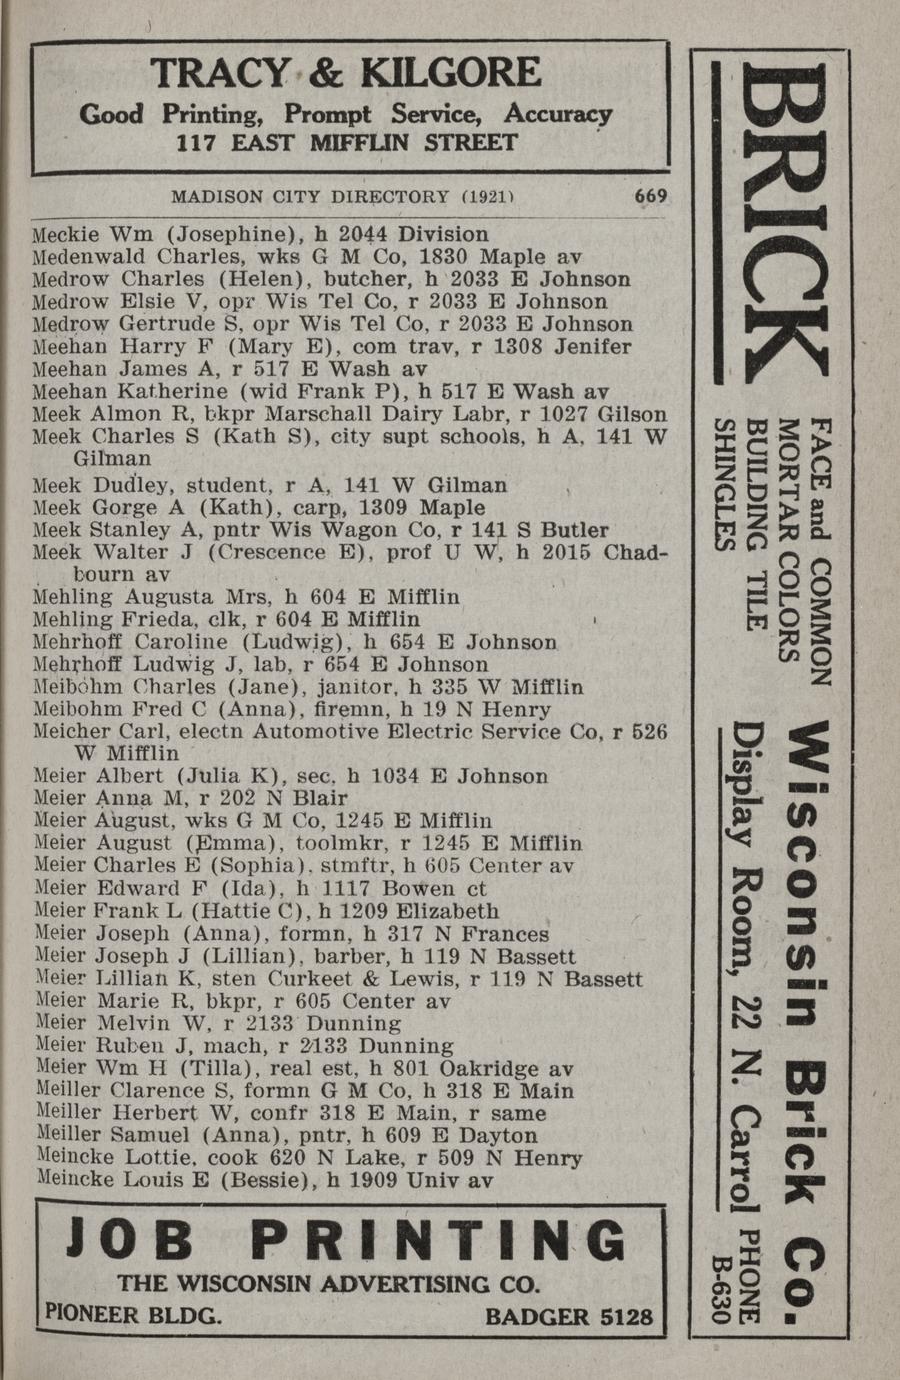 TRACY & KILGORE
Good Printing, Prompt Service, Accuracy
117 EAST MIFFLIN STREET
MADISON CITY DIRECTORY (1921) 669
Meckie Wm (Josephine), h 2044 Division
Medenwald Charles, wks G M Co, 1830 Maple av
Medrow Charles (Helen), butcher, h 2033 E Johnson
Medrow Elsie V, opr Wis Tel Co, r 2033 E Johnson
Medrow Gertrude S, opr Wis Tel Co, r 2033 E Johnson
Meehan Harry F (Mary E), com trav, r 1308 Jenifer
Meehan James A, r 517 E Wash av
Meehan Katherine (wid Frank P), h 517 E Wash av
Meek Almon R, bkpr Marschall Dairy Labr, r 1027 Gilson
Meek Charles S (Kath S), city supt schools, h A, 141 W
Gilman
Meek Dudley, student, r A, 141 W Gilman
Meek Gorge A (Kath), carp, 1309 Maple
Meek Stanley A, pntr Wis Wagon Co, r 141 S Butler
Meek Walter J (Crescence E), prof U W, h 2015 Chad-
bourn av
Mehling Augusta Mrs, h 604 E Mifflin
Mehling Frieda, clk, r 604 E Mifflin
Mehrhoff Caroline (Ludwig), h 654 E Johnson
Mehrhoff Ludwig J, lab, r 654 E Johnson
Meibohm Charles (Jane), janitor, h 335 W Mifflin
Meibohm Fred C (Anna), firemn, h 19 N Henry
Meicher Carl, electn Automotive Electric Service Co, r 526
W Mifflin
Meier Albert (Julia K), sec, h 1034 E Johnson
Meier Anna M, r 202 N Blair
Meier August, wks G M Co, 1245 E Mifflin
Meier August (Emma), toolmkr, r 1245 E Mifflin
Meier Charles E (Sophia), stmftr, h 605 Center av
Meier Edward F (Ida), h 1117 Bowen ct
Meier Frank L (Hattie C), h 1209 Elizabeth
Meier Joseph (Anna), formn, h 317 N Frances
Meier Joseph J (Lillian), barber, h 119 N Bassett
Meier Lillian K, sten Curkeet & Lewis, r 119 N Bassett
Meier Marie R, bkpr, r 605 Center av
Meier Melvin W, r 2133 Dunning
Meier Ruben J, mach, r 2133 Dunning
Meier Wm H (Tilla), real est, h 801 Oakridge av
Meiller Clarence S, formn G M Co, h 318 E Main
Meiller Herbert W, confr 318 E Main, r same
Meiller Samuel (Anna), pntr, h 609 E Dayton
Meincke Lottie, cook 620 N Lake, r 509 N Henry
Meincke Louis E (Bessie), h 1909 Univ av
JOB PRINTING
THE WISCONSIN ADVERTISING CO.
PIONEER BLDG. BADGER 5128
BRICK
FACE and COMMON
MORTAR COLORS
BUILDING TILE
SHINGLES
Wisconsin Brick Co.
Display Room, 22 N. Carrol
PHONE
B-630